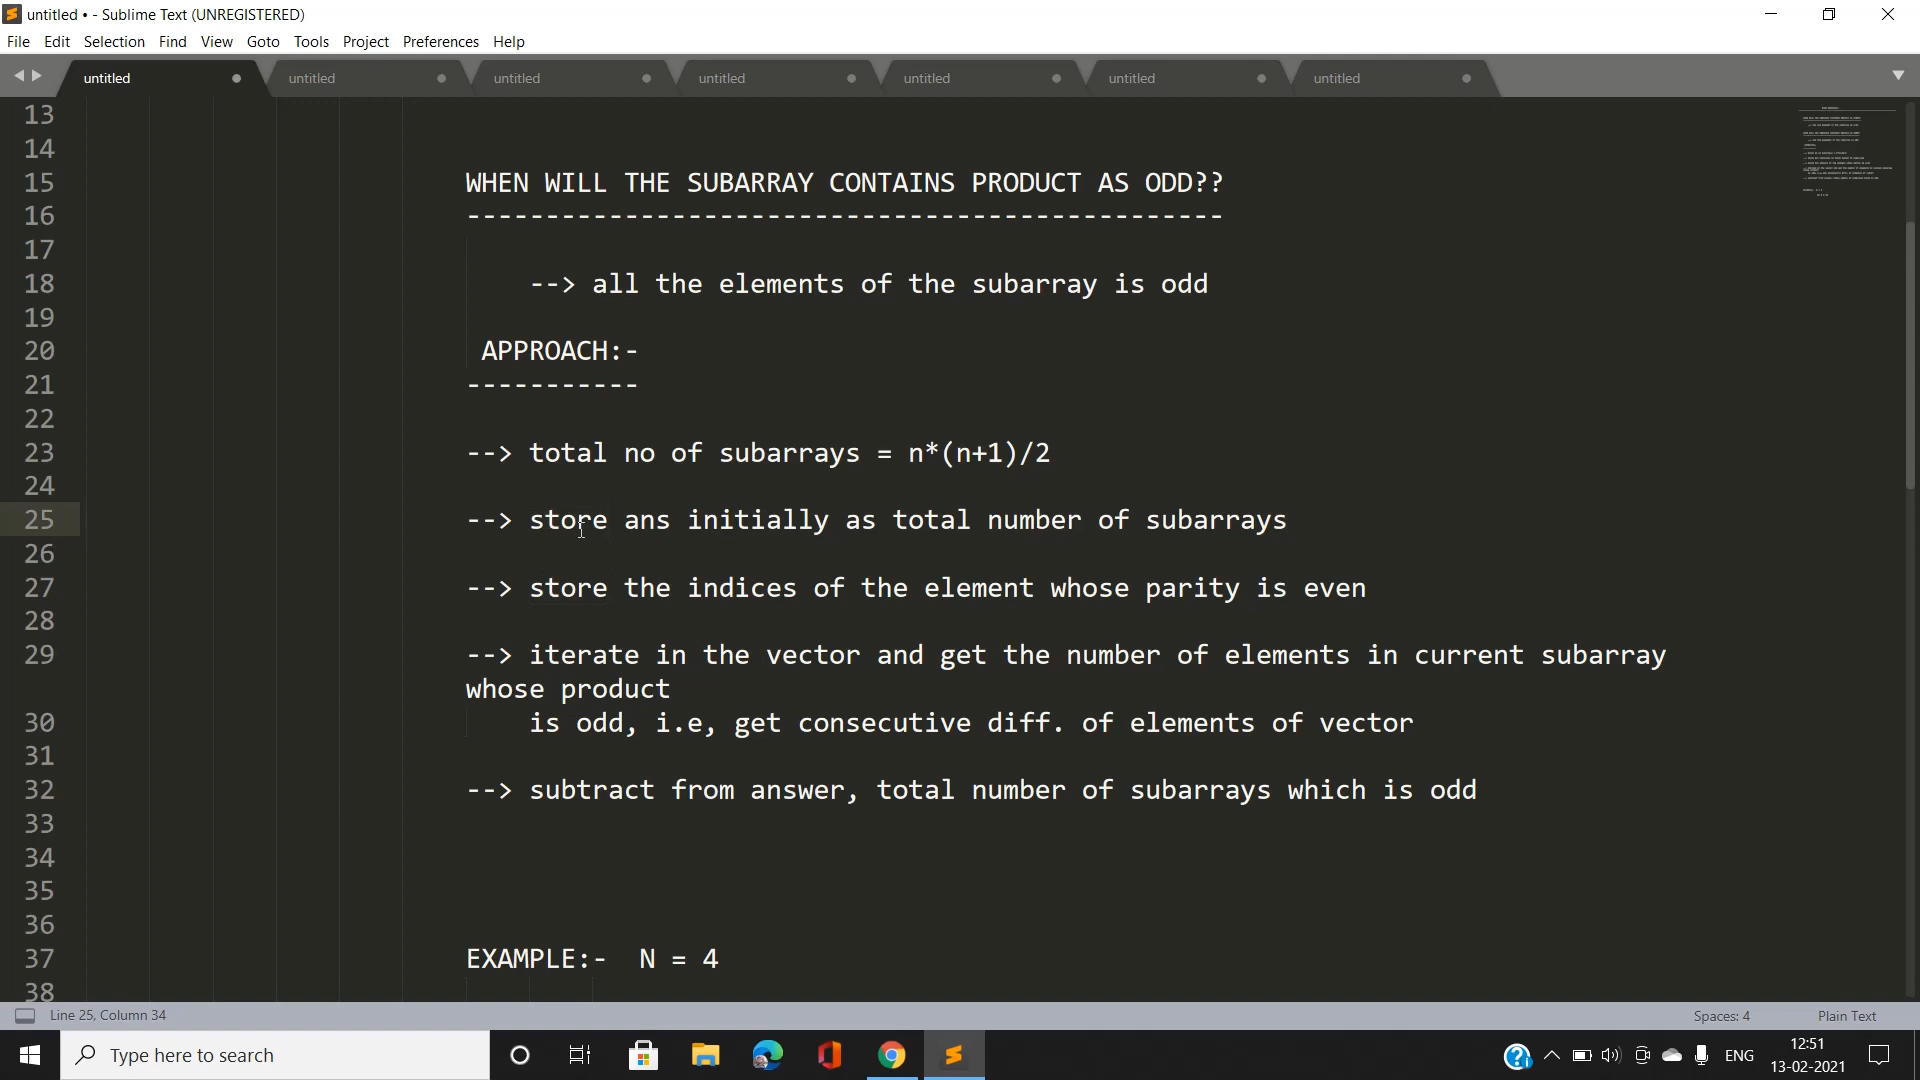 untitled • - Sublime Text (UNREGISTERED)
File Edit Selection Find View Goto Tools Project Preferences Help
untitled untitled untitled untitled untitled untitled untitled
13
14
15 WHEN WILL THE SUBARRAY CONTAINS PRODUCT AS ODD??
16 ------------------------------------------------
17
18 --> all the elements of the subarray is odd
19
20 APPROACH:-
21 -----------
22
23 --> total no of subarrays = n*(n+1)/2
24
25 --> store ans initially as total number of subarrays
26
27 --> store the indices of the element whose parity is even
28
29 --> iterate in the vector and get the number of elements in current subarray
whose product
30 is odd, i.e, get consecutive diff. of elements of vector
31
32 --> subtract from answer, total number of subarrays which is odd
33
34
35
36
37 EXAMPLE:- N = 4
38
Line 25, Column 34 Spaces: 4 Plain Text
Type here to search ENG 12:51
13-02-2021